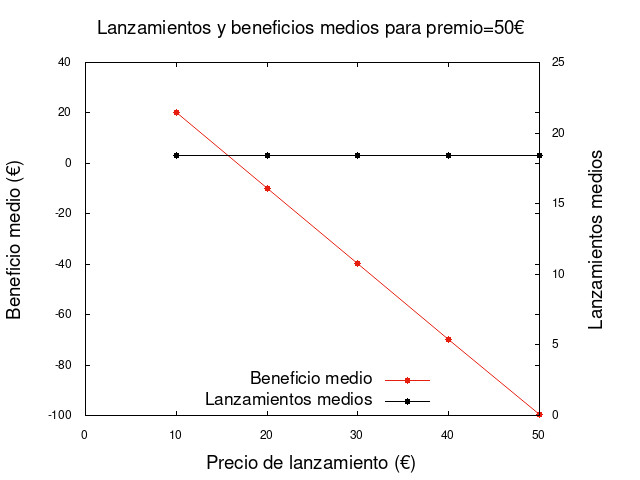 Lanzamientos y beneficios medios para premio=50€
40
20
0
-20
-40
-60
-80
-100
25
20
15
10
5
0
Beneficio medio (€)
Lanzamientos medios
Beneficio medio
Lanzamientos medios
0 10 20 30 40 50
Precio de lanzamiento (€)